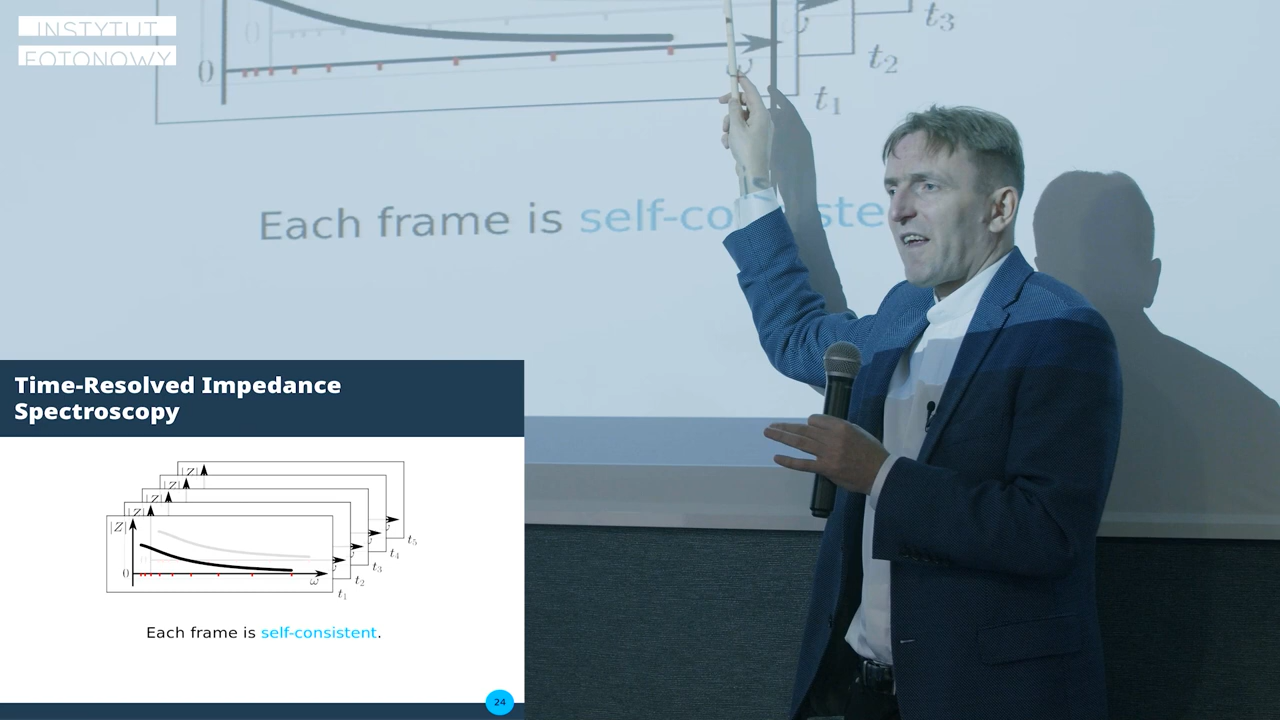 INSTYTUT
FOTONOWY
0
ω
t₃
t₂
t₁
Each frame is self-co ste
Time-Resolved Impedance
Spectroscopy
|Z|
|Z|
|Z|
|Z|
|Z|
0
ω
t₁
t₂
t₃
t₄
t₅
Each frame is self-consistent.
24